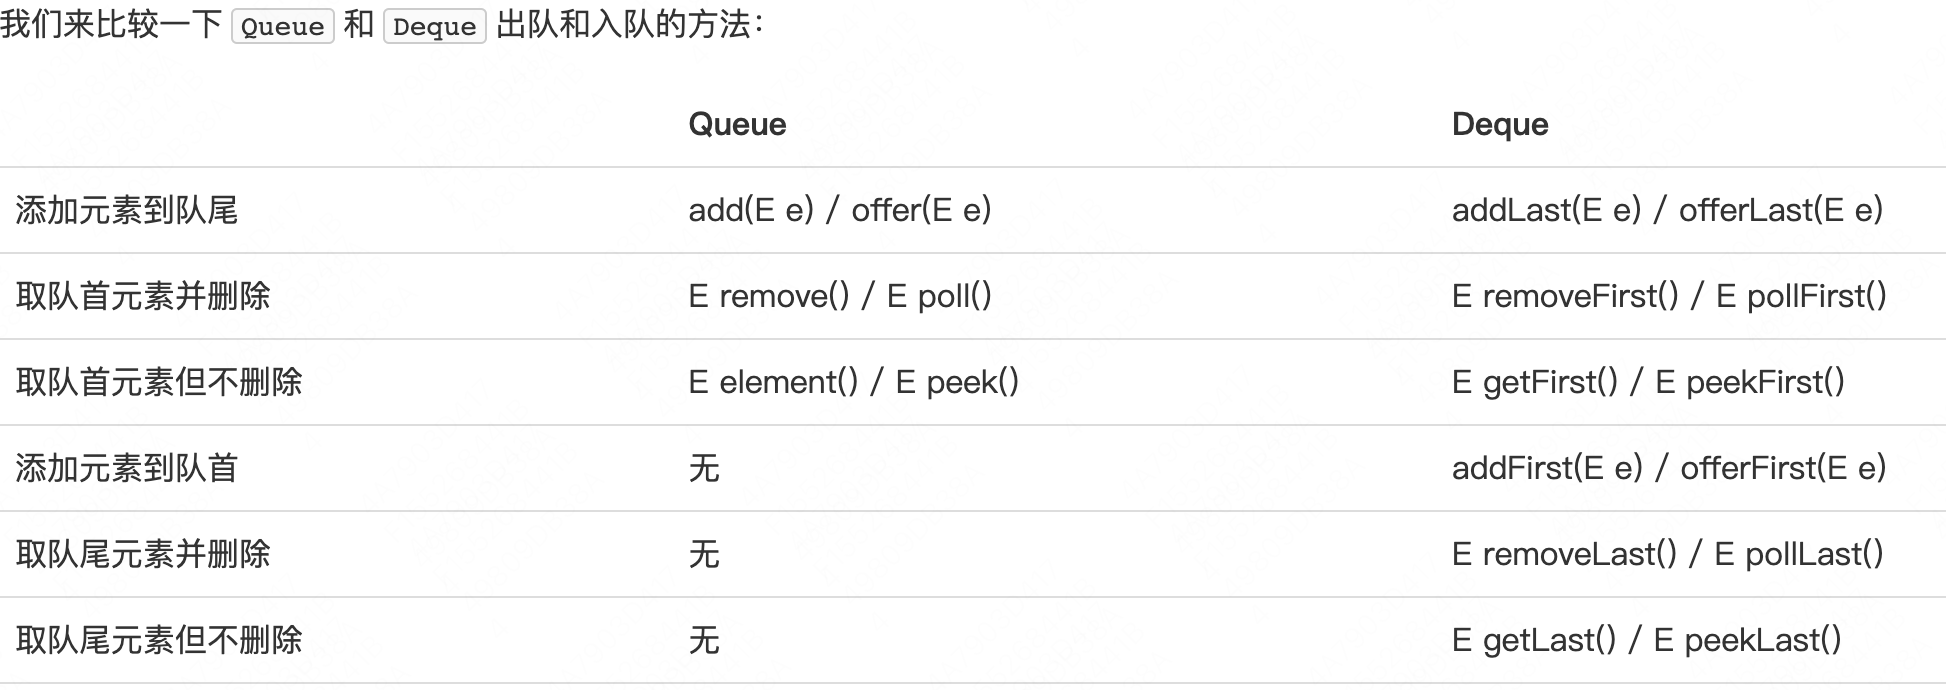 我们来比较一下 Queue 和 Deque 出队和入队的方法：
Queue Deque
添加元素到队尾 add(E e) / offer(E e) addLast(E e) / offerLast(E e)
取队首元素并删除 E remove() / E poll() E removeFirst() / E pollFirst()
取队首元素但不删除 E element() / E peek() E getFirst() / E peekFirst()
添加元素到队首 无 addFirst(E e) / offerFirst(E e)
取队尾元素并删除 无 E removeLast() / E pollLast()
取队尾元素但不删除 无 E getLast() / E peekLast()